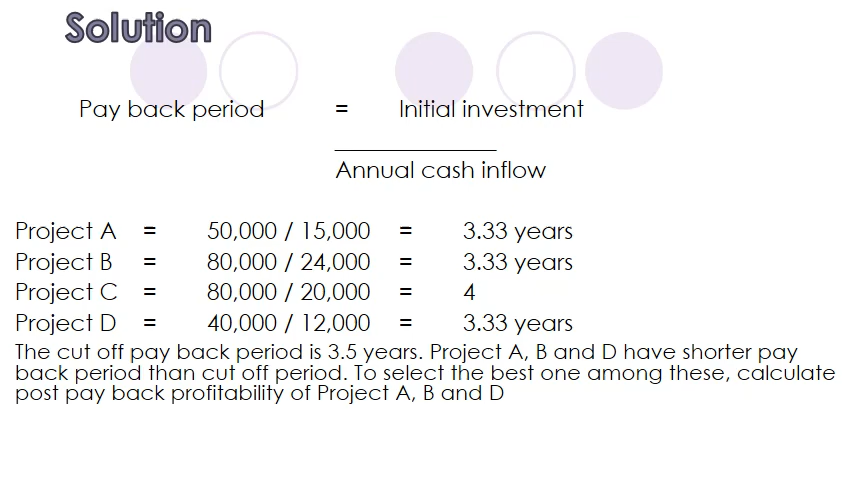 Solution
Pay back period = Initial investment
Annual cash inflow
Project A = 50,000 / 15,000 = 3.33 years
Project B = 80,000 / 24,000 = 3.33 years
Project C = 80,000 / 20,000 = 4
Project D = 40,000 / 12,000 = 3.33 years
The cut off pay back period is 3.5 years. Project A, B and D have shorter pay
back period than cut off period. To select the best one among these, calculate
post pay back profitability of Project A, B and D